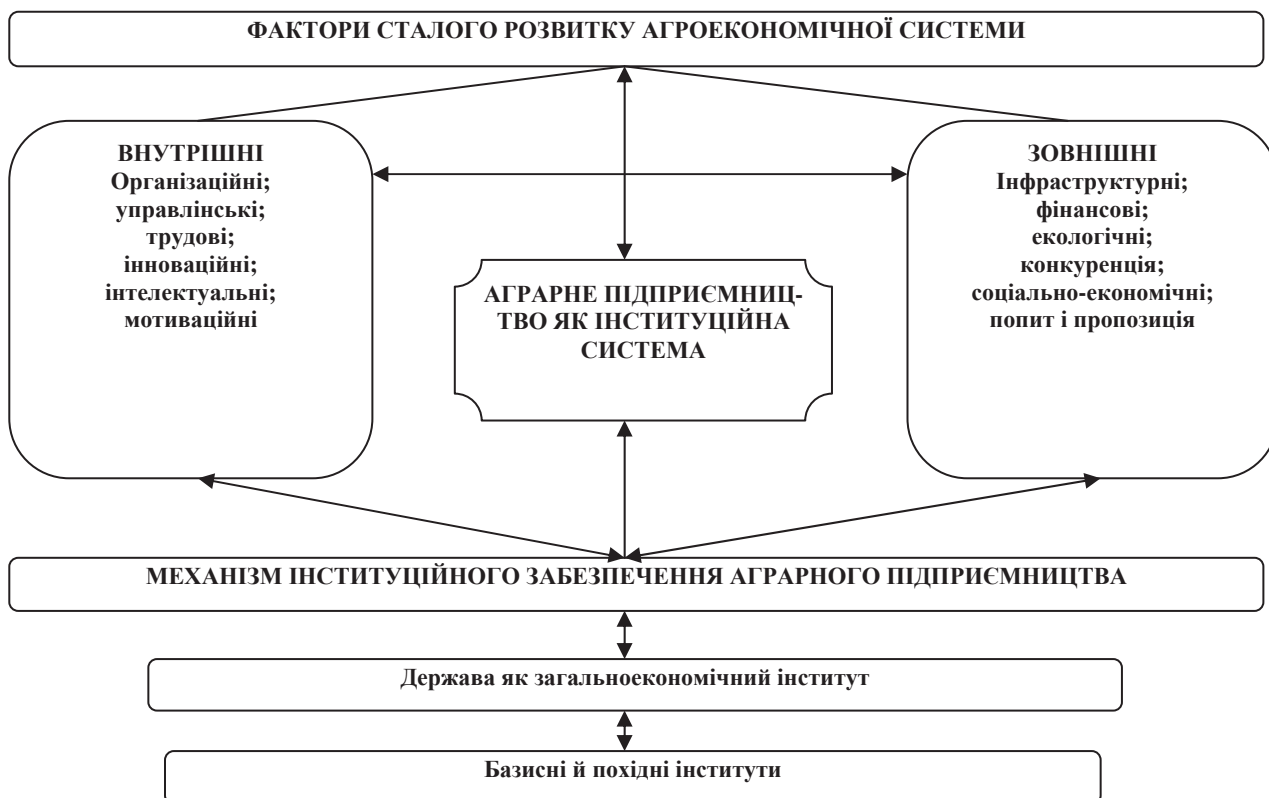 ФАКТОРИ СТАЛОГО РОЗВИТКУ АГРОЕКОНОМІЧНОЇ СИСТЕМИ
ВНУТРІШНІ
Організаційні;
управлінські;
трудові;
інноваційні;
інтелектуальні;
мотиваційні
АГРАРНЕ ПІДПРИЄМНИЦ-
ТВО ЯК ІНСТИТУЦІЙНА
СИСТЕМА
ЗОВНІШНІ
Інфраструктурні;
фінансові;
екологічні;
конкуренція;
соціально-економічні;
попит і пропозиція
МЕХАНІЗМ ІНСТИТУЦІЙНОГО ЗАБЕЗПЕЧЕННЯ АГРАРНОГО ПІДПРИЄМНИЦТВА
Держава як загальноекономічний інститут
Базисні й похідні інститути